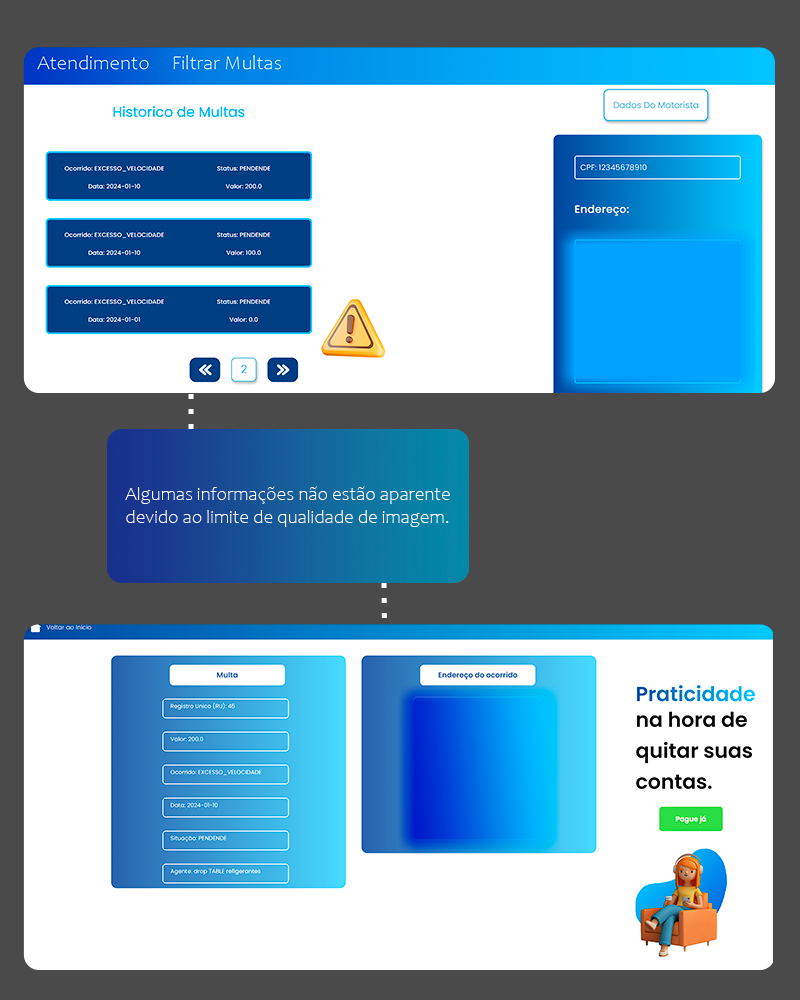 Atendimento Filtrar Multas
Historico de Multas
Dados Do Motorista
Ocorrido: EXCESSO_VELOCIDADE Status: PENDENDE
Data: 2024-01-10 Valor: 200.0
Ocorrido: EXCESSO_VELOCIDADE Status: PENDENDE
Data: 2024-01-10 Valor: 100.0
Ocorrido: EXCESSO_VELOCIDADE Status: PENDENDE
Data: 2024-01-01 Valor: 0.0
2
CPF: 12345678910
Endereço:
Algumas informações não estão aparente
devido ao limite de qualidade de imagem.
Voltar ao Inicio
Multa
Registro Unico (RU): 45
Valor: 200.0
Ocorrido: EXCESSO_VELOCIDADE
Data: 2024-01-10
Situação: PENDENDE
Agente: drop TABLE refigerantes
Endereço do ocorrido
Praticidade
na hora de
quitar suas
contas.
Pague já